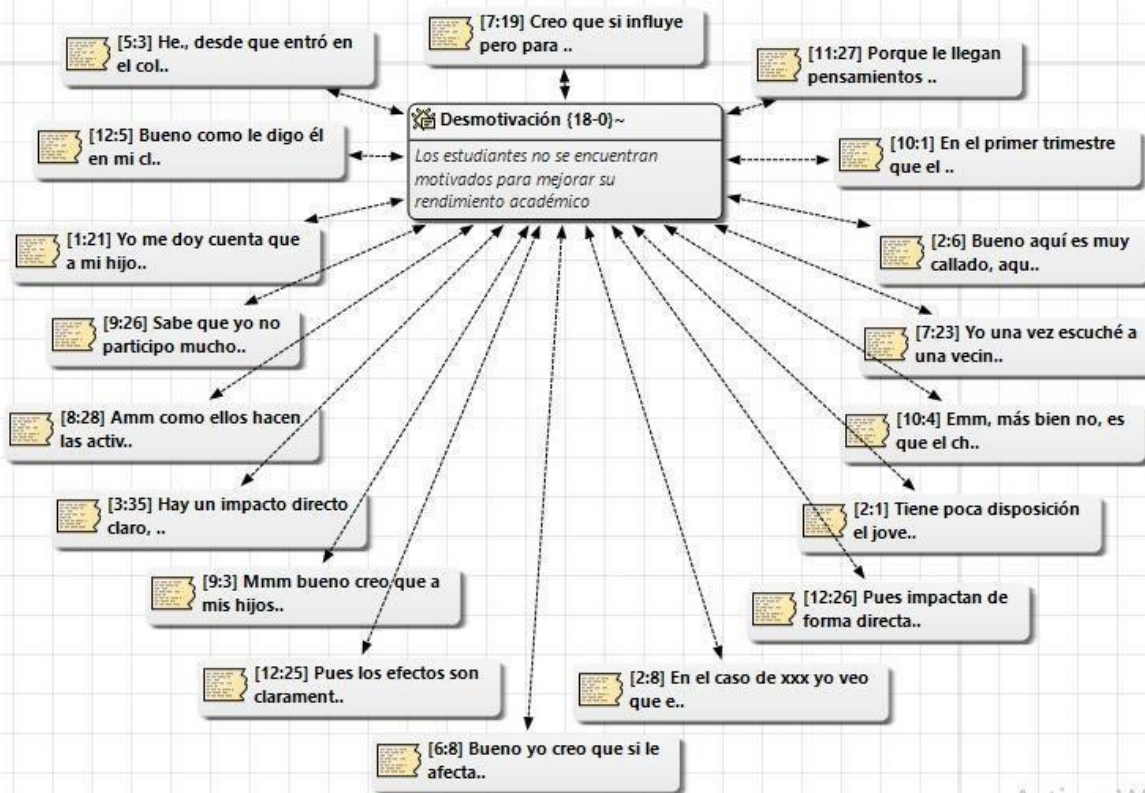 [7:19] Creo que si influye
pero para ..
[5:3] He., desde que entró en
el col..
[11:27] Porque le llegan
pensamientos ..
Desmotivación {18-0}~
Los estudiantes no se encuentran
motivados para mejorar su
rendimiento académico
[12:5] Bueno como le digo él
en mi cl..
[10:1] En el primer trimestre
que el ..
[1:21] Yo me doy cuenta que
a mi hijo..
[2:6] Bueno aquí es muy
callado, aqu..
[9:26] Sabe que yo no
participo mucho..
[7:23] Yo una vez escuché a
una vecin..
[8:28] Amm como ellos hacen
las activ..
[10:4] Emm, más bien no, es
que el ch..
[3:35] Hay un impacto directo
claro, ..
[2:1] Tiene poca disposición
el jove..
[9:3] Mmm bueno creo que a
mis hijos..
[12:26] Pues impactan de
forma directa..
[12:25] Pues los efectos son
clarament..
[2:8] En el caso de xxx yo veo
que e..
[6:8] Bueno yo creo que si le
afecta..